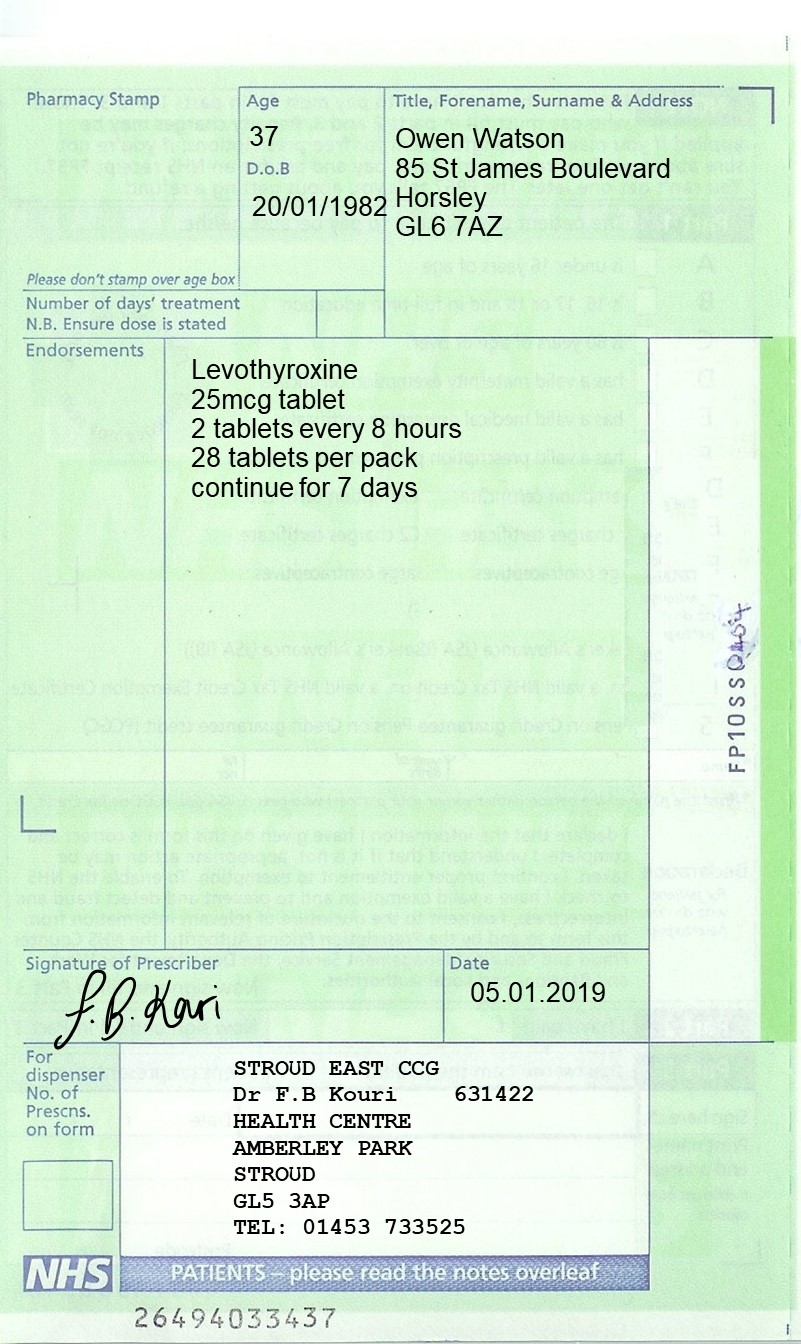 Pharmacy Stamp
Age
37
D.o.B
20/01/1982
Title, Forename, Surname & Address
Owen Watson
85 St James Boulevard
Horsley
GL6 7AZ
Please don't stamp over age box
Number of days' treatment
N.B. Ensure dose is stated
Endorsements
Levothyroxine
25mcg tablet
2 tablets every 8 hours
28 tablets per pack
continue for 7 days
Signature of Prescriber
Date
05.01.2019
For
dispenser
No. of
Prescns.
on form
STROUD EAST CCG
Dr F.B Kouri 631422
HEALTH CENTRE
AMBERLEY PARK
STROUD
GL5 3AP
TEL: 01453 733525
NHS
PATIENTS – please read the notes overleaf
26494033437